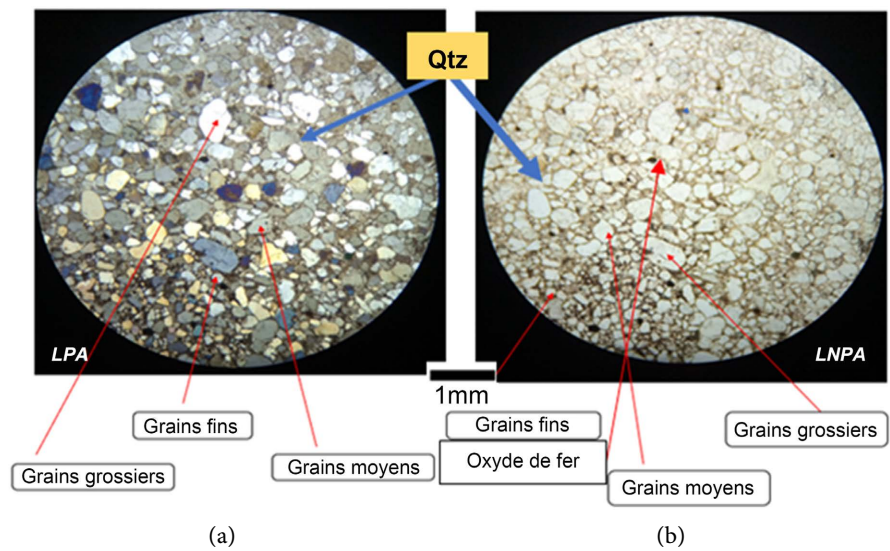 Qtz
LPA
LNPA
1mm
Grains fins
Grains fins
Grains grossiers
Oxyde de fer
Grains grossiers
Grains moyens
Grains moyens
(a)
(b)